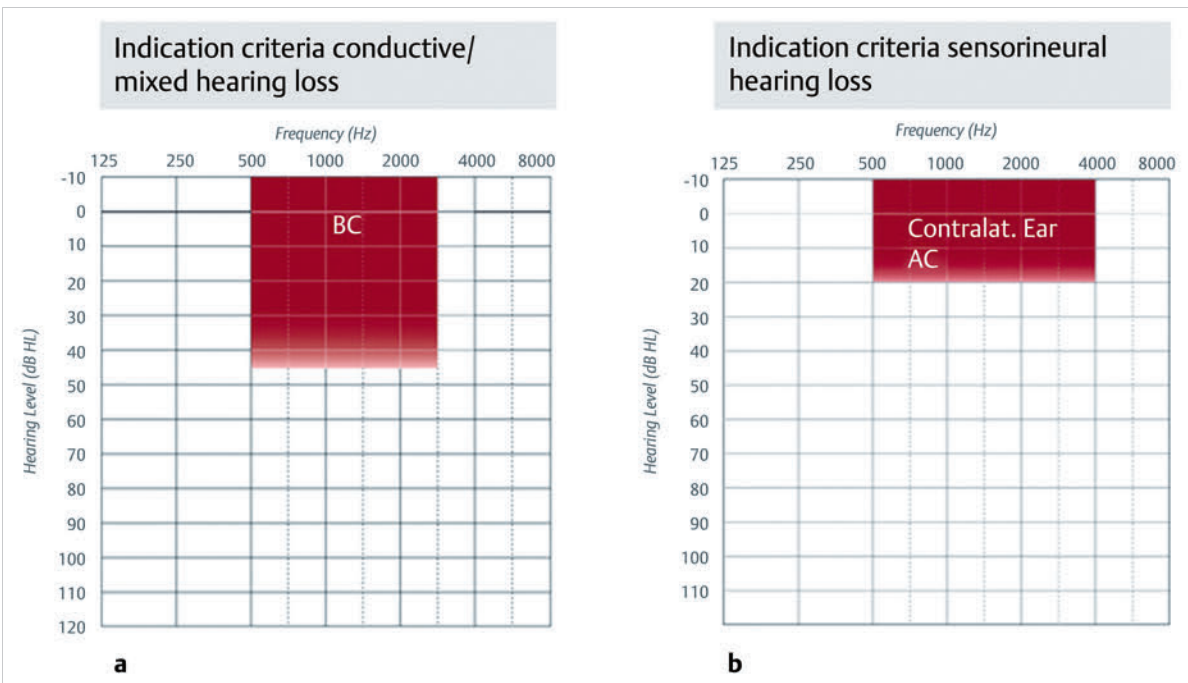 Indication criteria conductive/
mixed hearing loss
Frequency (Hz)
125 250 500 1000 2000 4000 8000
-10
0
10
20
30
40
50
60
70
80
90
100
110
120
Hearing Level (dB HL)
BC
a
Indication criteria sensorineural
hearing loss
Frequency (Hz)
125 250 500 1000 2000 4000 8000
-10
0
10
20
30
40
50
60
70
80
90
100
110
Hearing Level (dB HL)
Contralat. Ear
AC
b